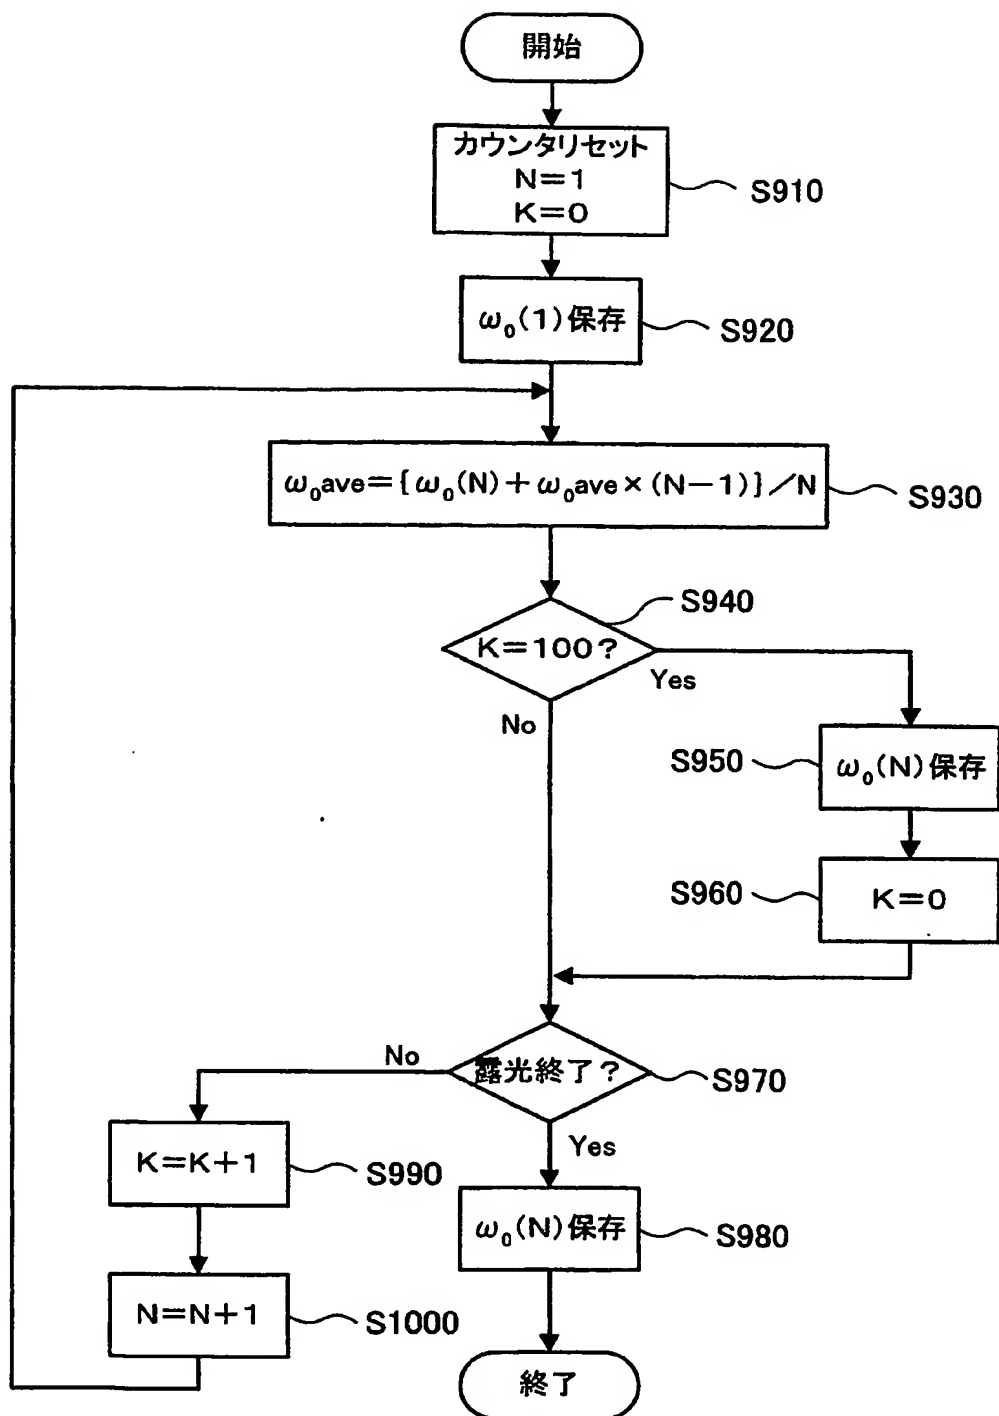 開始
カウンタリセット
N=1
K=0
S910
ω₀(1)保存
S920
ω₀ave={ω₀(N)+ω₀ave×(N-1)}/N
S930
S940
K=100?
Yes
No
S950
ω₀(N)保存
S960
K=0
No
露光終了?
S970
Yes
K=K+1
S990
ω₀(N)保存
S980
N=N+1
S1000
終了